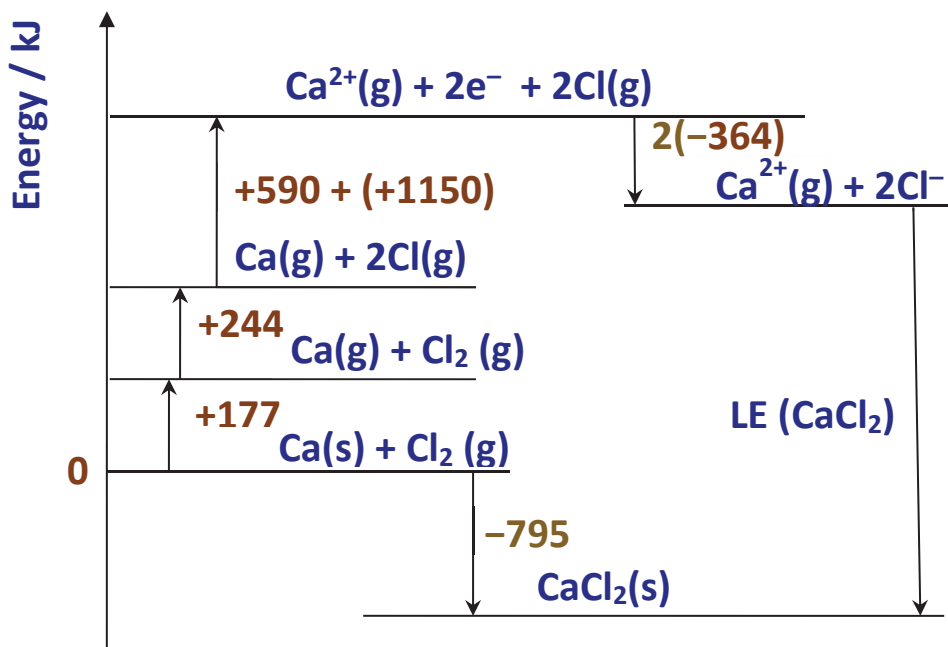 Energy / kJ
Ca²⁺(g) + 2e⁻ + 2Cl(g)
2(−364)
Ca²⁺(g) + 2Cl⁻
+590 + (+1150)
Ca(g) + 2Cl(g)
+244
Ca(g) + Cl₂ (g)
+177
LE (CaCl₂)
Ca(s) + Cl₂ (g)
0
−795
CaCl₂(s)